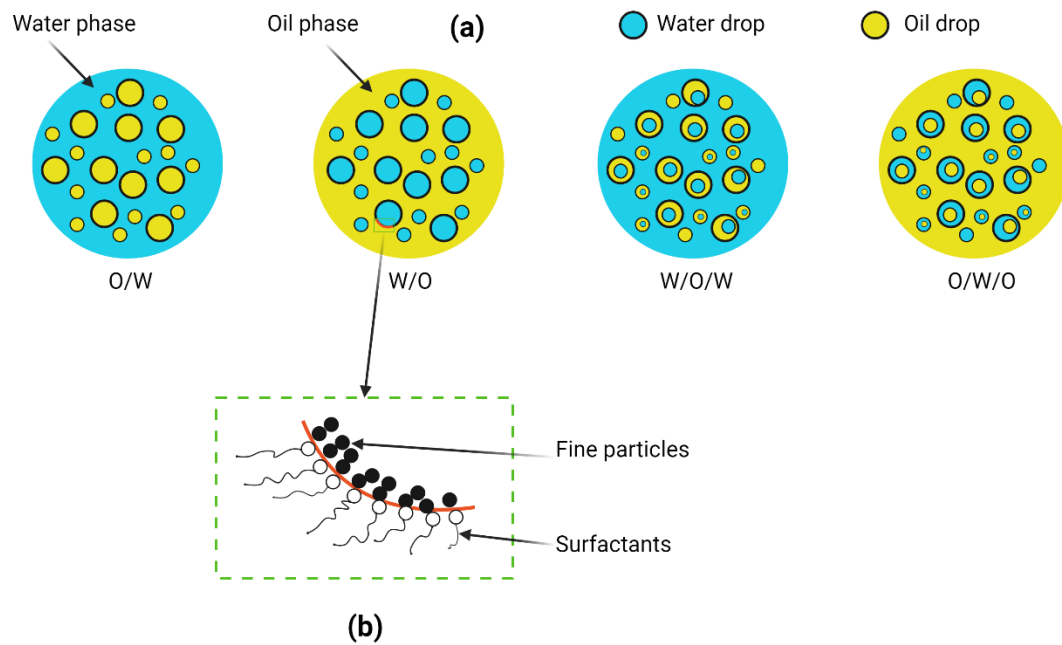 Water phase
Oil phase
(a)
Water drop
Oil drop
O/W
W/O
W/O/W
O/W/O
Fine particles
Surfactants
(b)